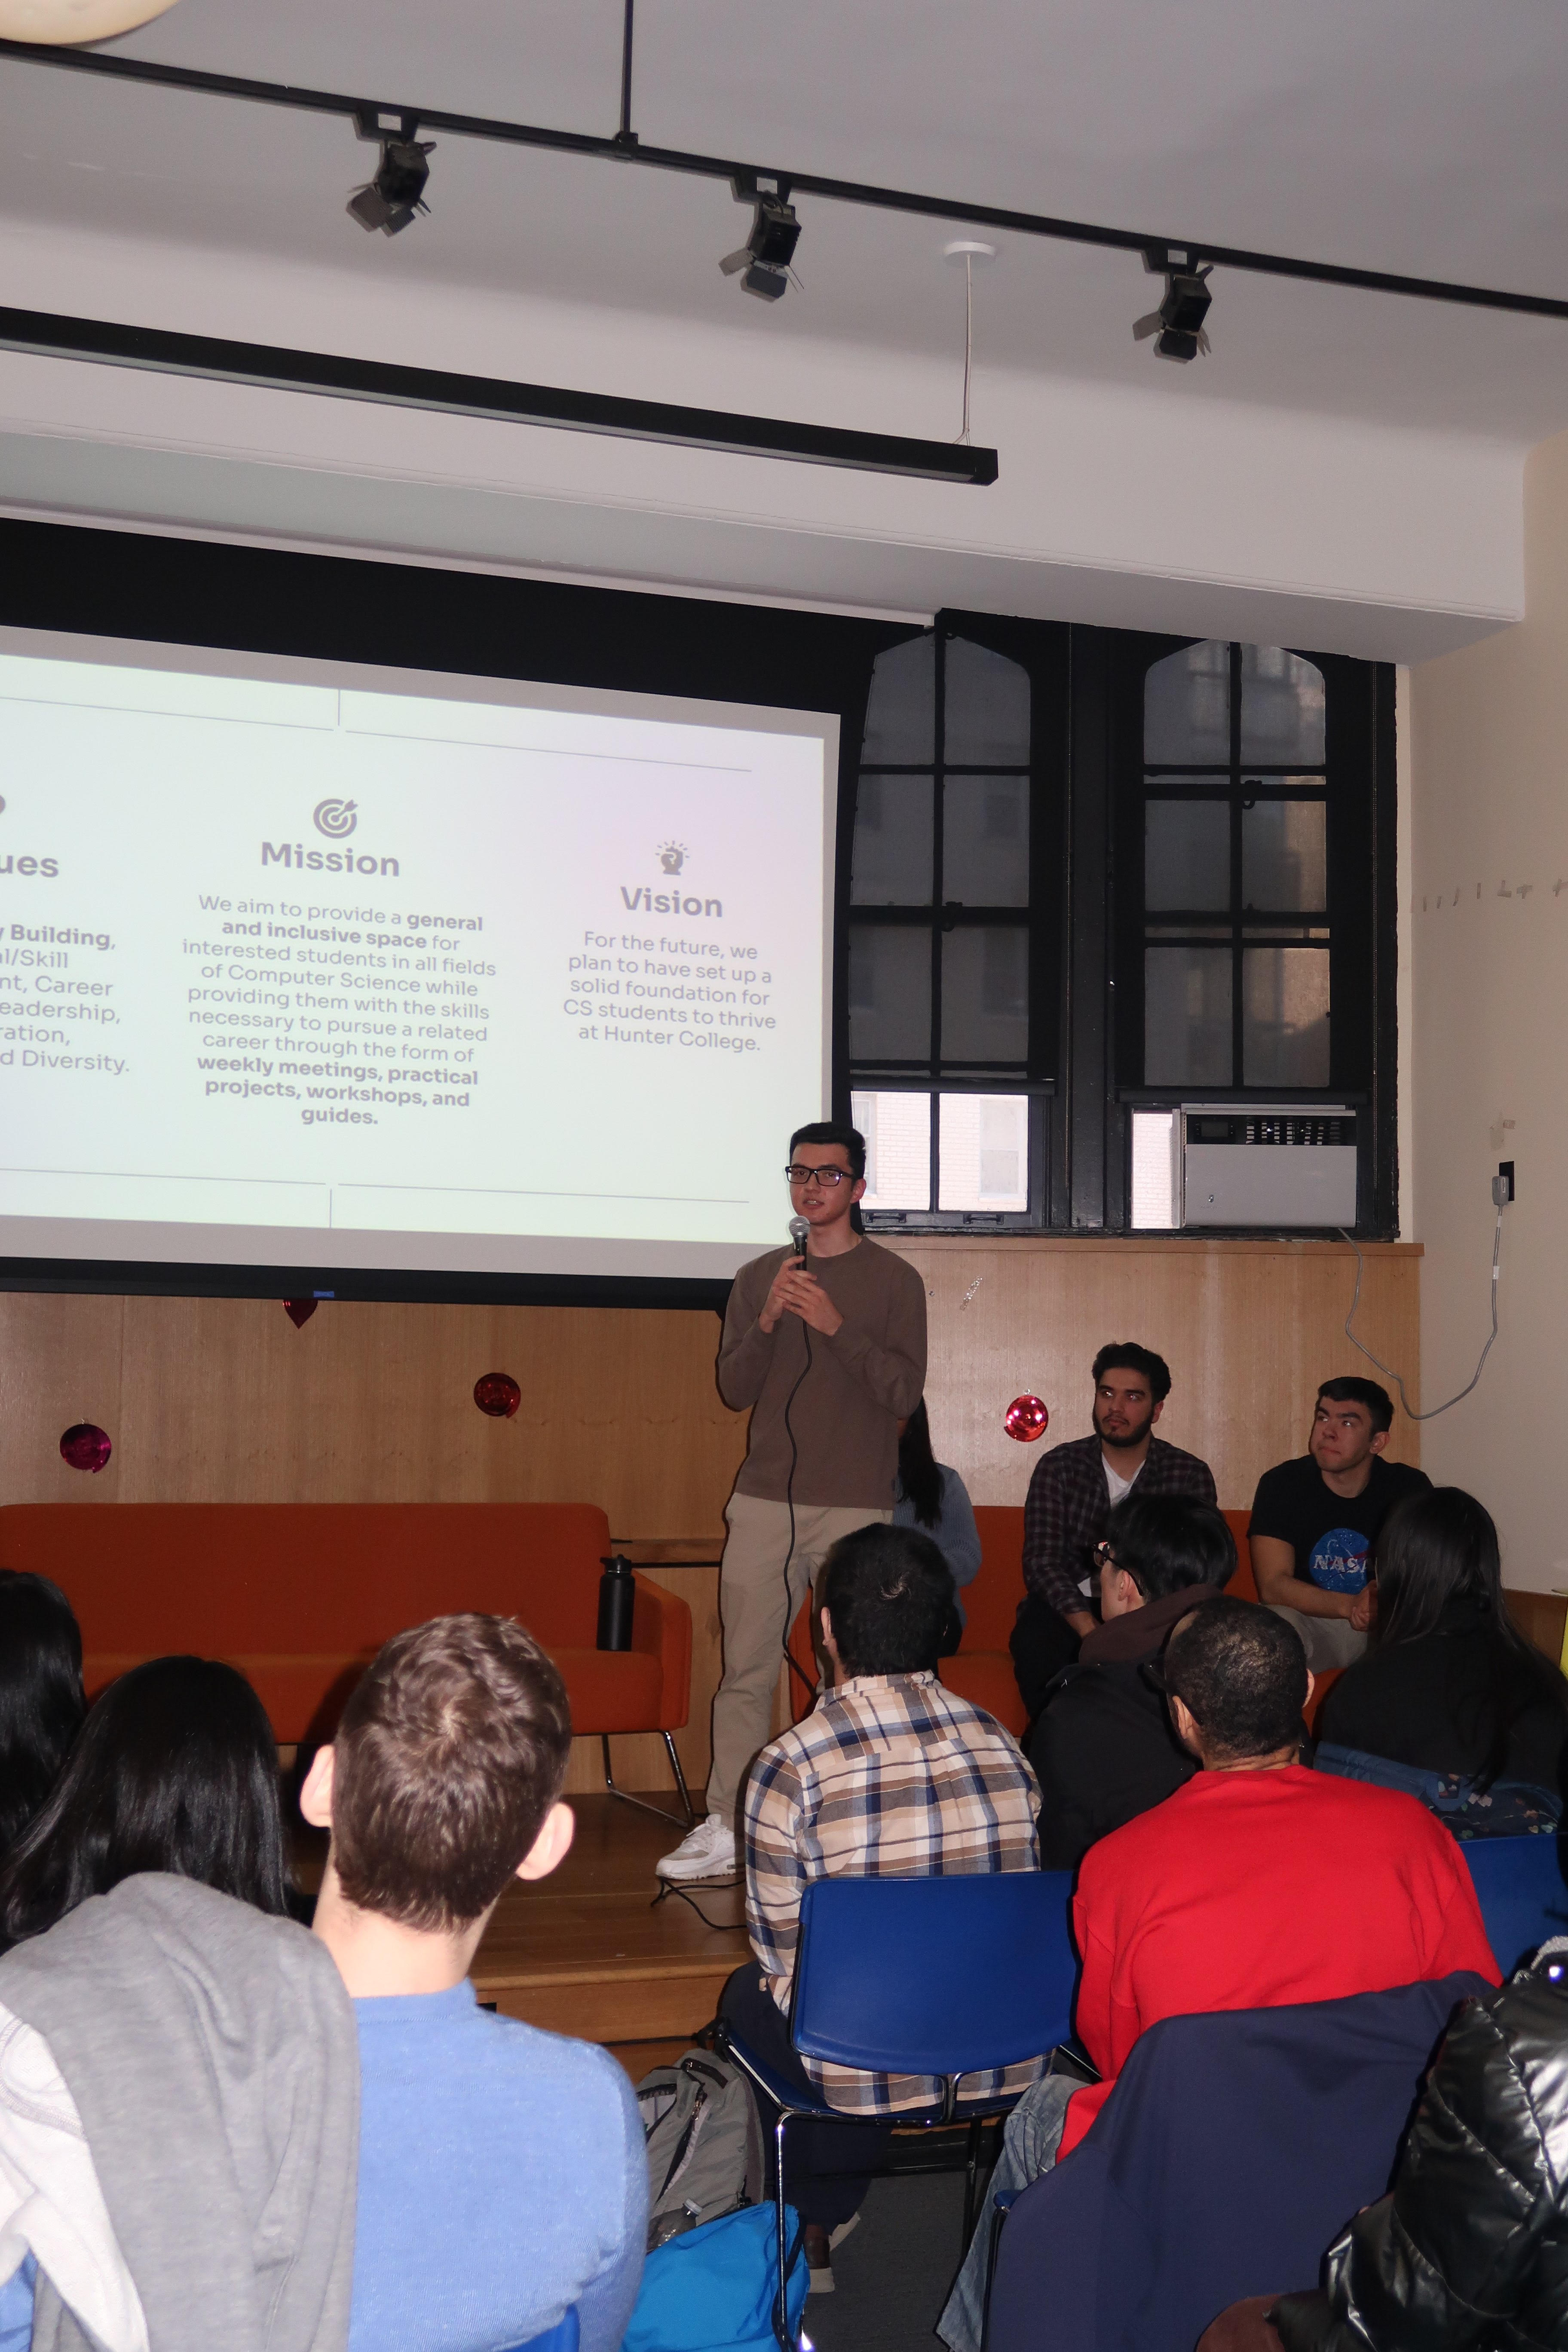 ues
y Building,
al/Skill
nt, Career
eadership,
ration,
d Diversity.
Mission
We aim to provide a general
and inclusive space for
interested students in all fields
of Computer Science while
providing them with the skills
necessary to pursue a related
career through the form of
weekly meetings, practical
projects, workshops, and
guides.
Vision
For the future, we
plan to have set up a
solid foundation for
CS students to thrive
at Hunter College.
NASA